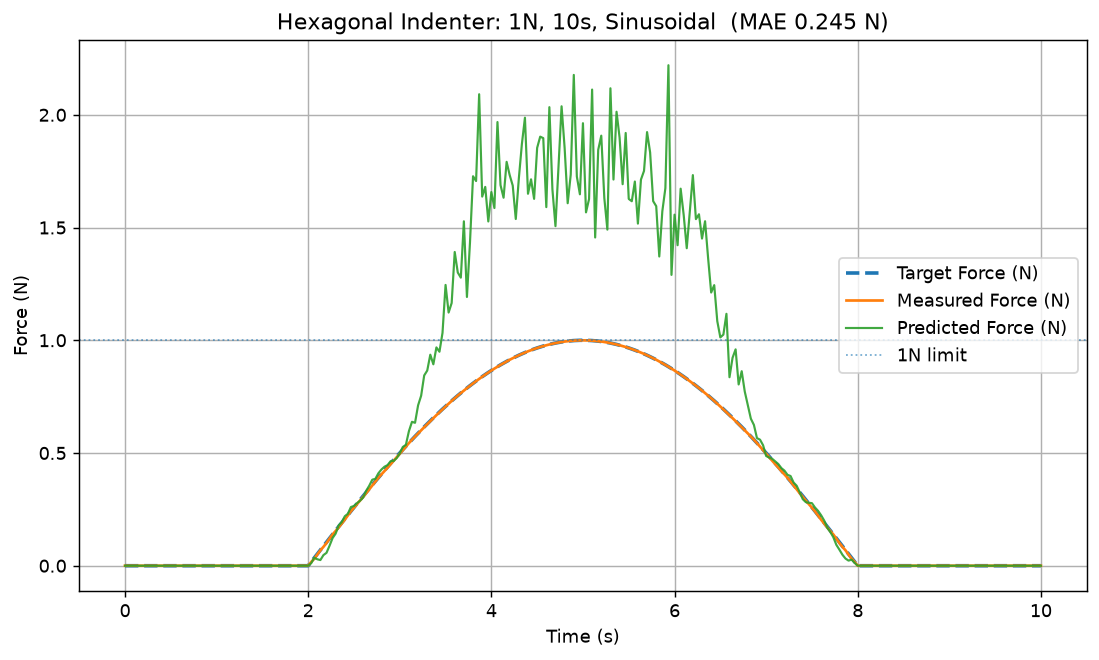 Hexagonal Indenter: 1N, 10s, Sinusoidal  (MAE 0.245 N)
Force (N)
2.0
1.5
1.0
0.5
0.0
Target Force (N)
Measured Force (N)
Predicted Force (N)
1N limit
0 2 4 6 8 10
Time (s)